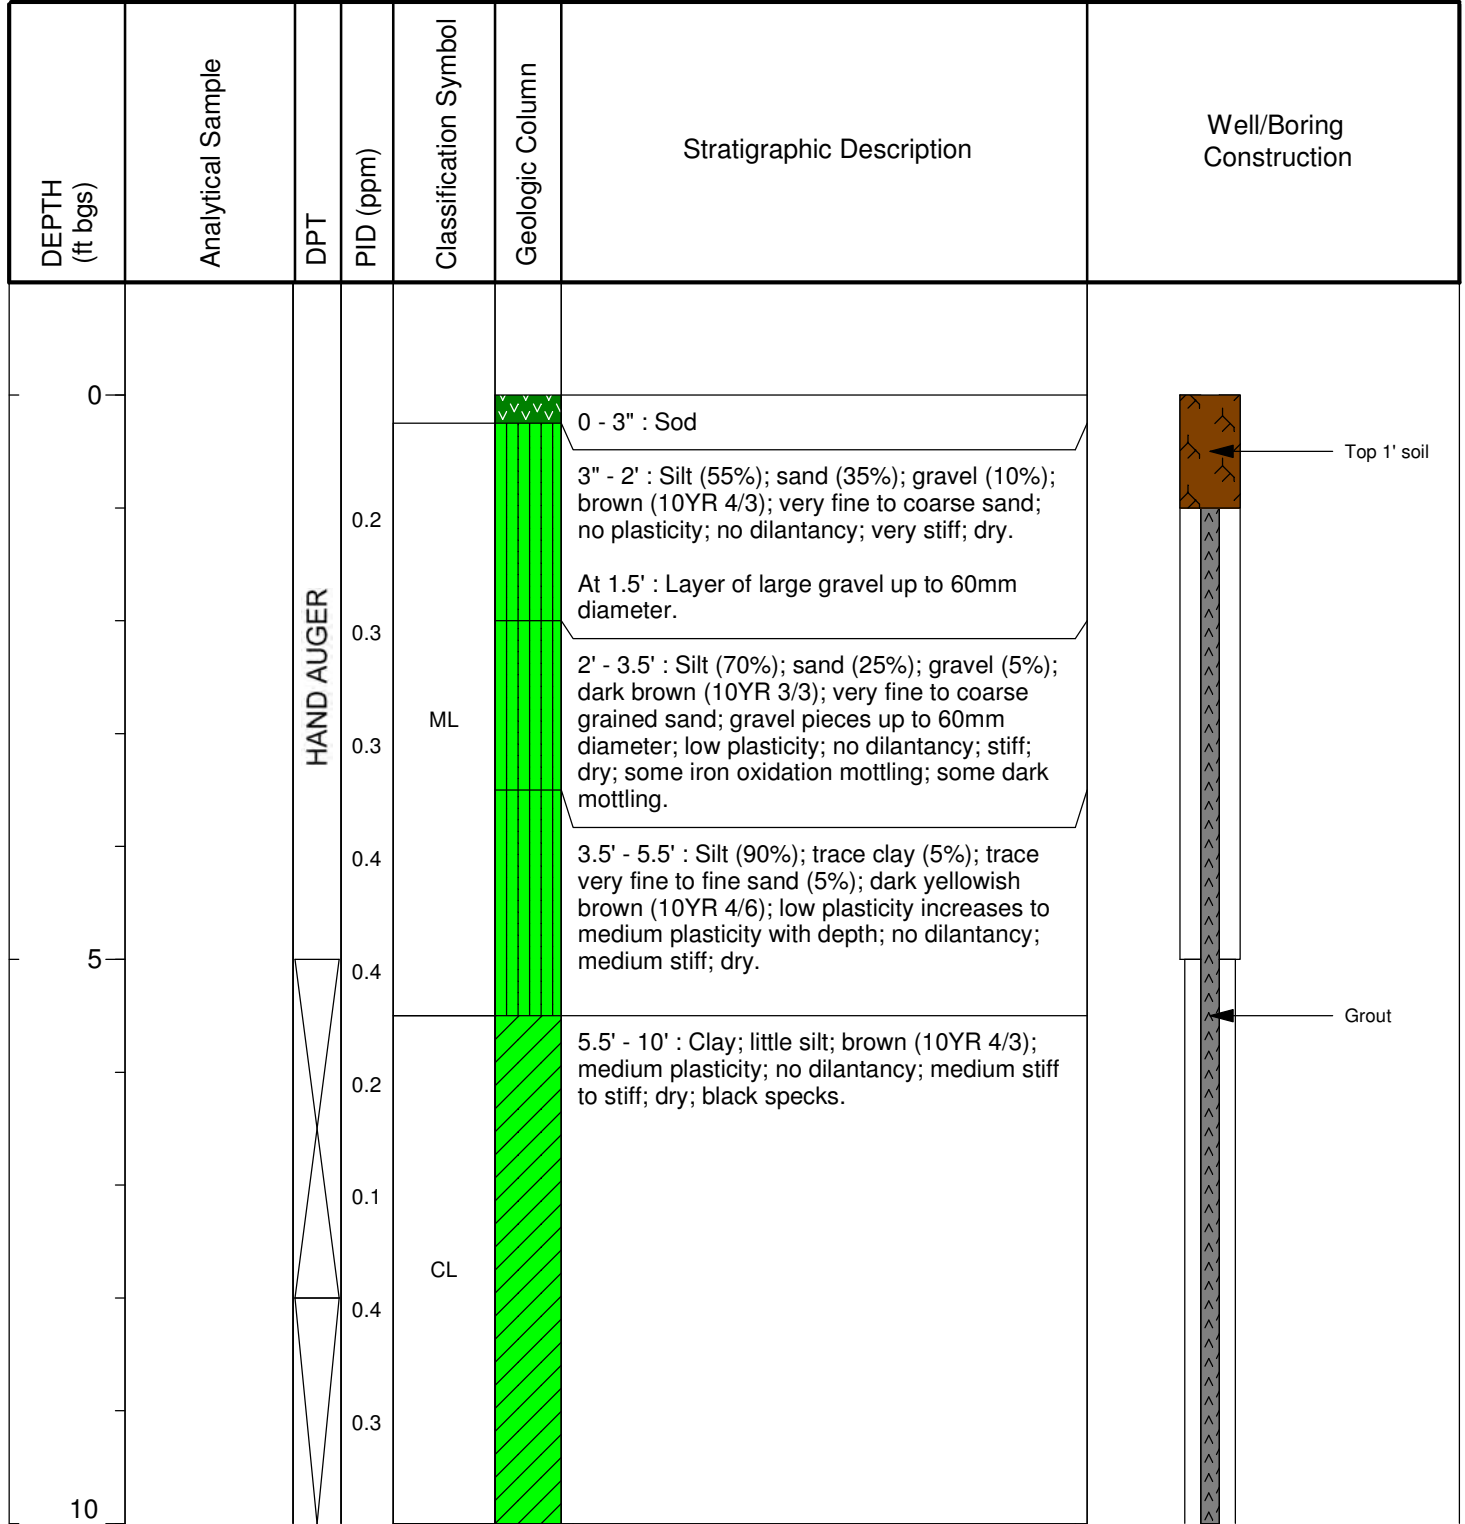 DEPTH
(ft bgs)
Analytical Sample
DPT
PID (ppm)
Classification Symbol
Geologic Column
Stratigraphic Description
Well/Boring
Construction
0
0 - 3" : Sod
Top 1' soil
3" - 2' : Silt (55%); sand (35%); gravel (10%);
brown (10YR 4/3); very fine to coarse sand;
no plasticity; no dilantancy; very stiff; dry.
0.2
At 1.5' : Layer of large gravel up to 60mm
diameter.
HAND AUGER
0.3
2' - 3.5' : Silt (70%); sand (25%); gravel (5%);
dark brown (10YR 3/3); very fine to coarse
grained sand; gravel pieces up to 60mm
diameter; low plasticity; no dilantancy; stiff;
dry; some iron oxidation mottling; some dark
mottling.
ML
0.3
3.5' - 5.5' : Silt (90%); trace clay (5%); trace
very fine to fine sand (5%); dark yellowish
brown (10YR 4/6); low plasticity increases to
medium plasticity with depth; no dilantancy;
medium stiff; dry.
0.4
5
0.4
Grout
5.5' - 10' : Clay; little silt; brown (10YR 4/3);
medium plasticity; no dilantancy; medium stiff
to stiff; dry; black specks.
0.2
0.1
CL
0.4
0.3
10